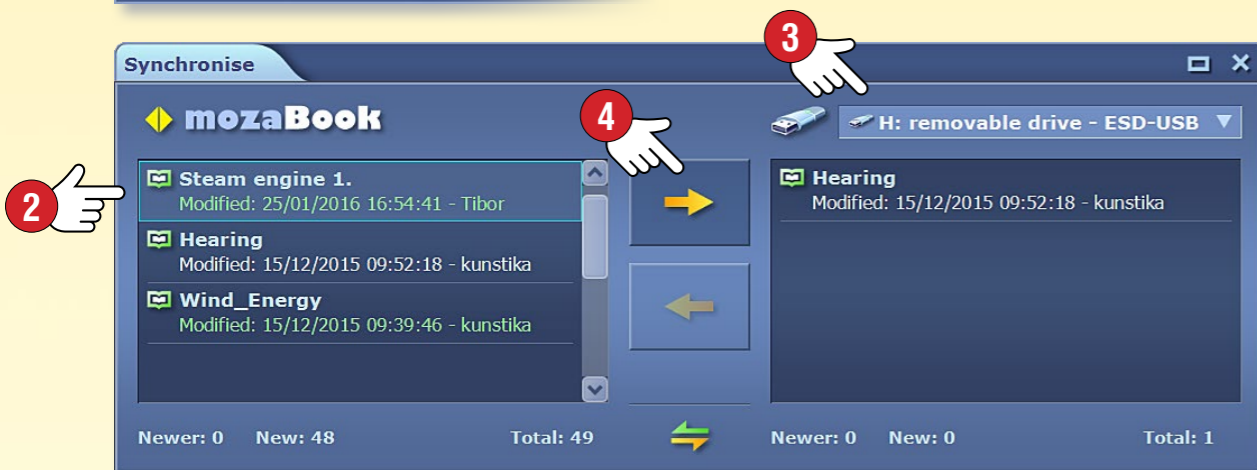 3
Synchronise
mozaBook
4
H: removable drive - ESD-USB
2
Steam engine 1.
Modified: 25/01/2016 16:54:41 - Tibor
Hearing
Modified: 15/12/2015 09:52:18 - kunstika
Wind_Energy
Modified: 15/12/2015 09:39:46 - kunstika
Hearing
Modified: 15/12/2015 09:52:18 - kunstika
Newer: 0 New: 48 Total: 49
Newer: 0 New: 0 Total: 1